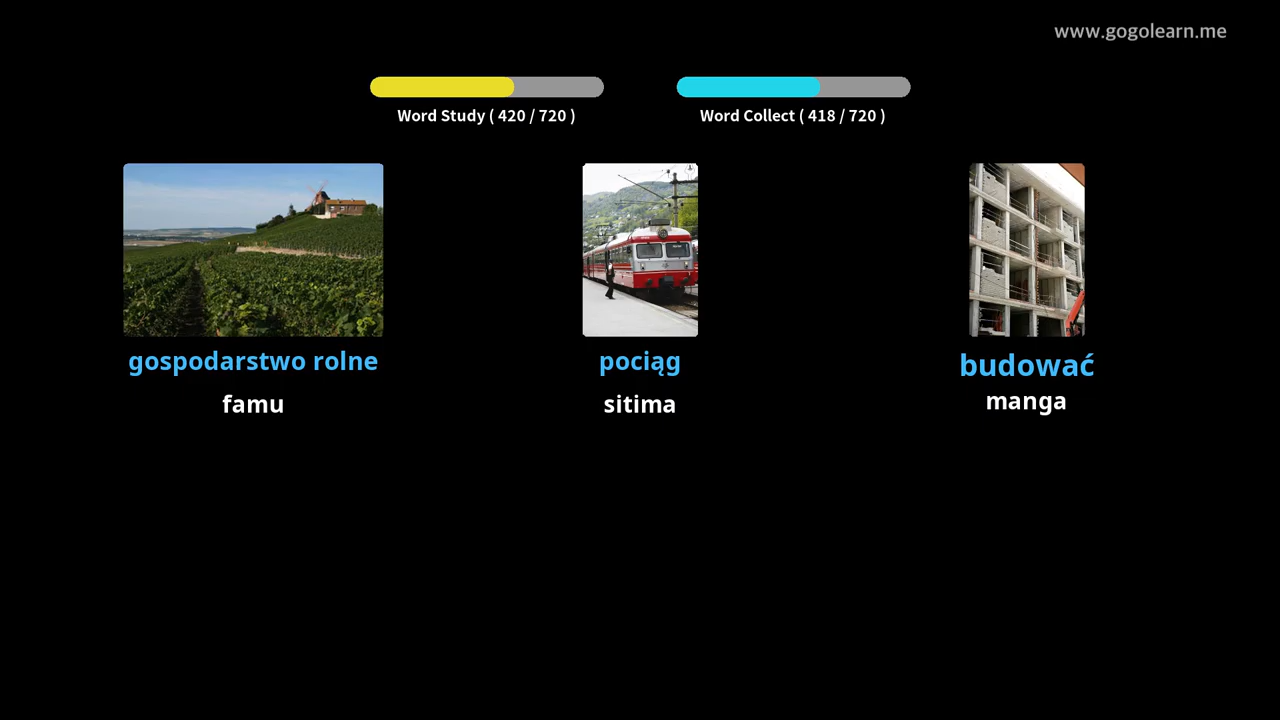 www.gogolearn.me
Word Study ( 420 / 720 )
Word Collect ( 418 / 720 )
gospodarstwo rolne
famu
pociąg
sitima
budować
manga